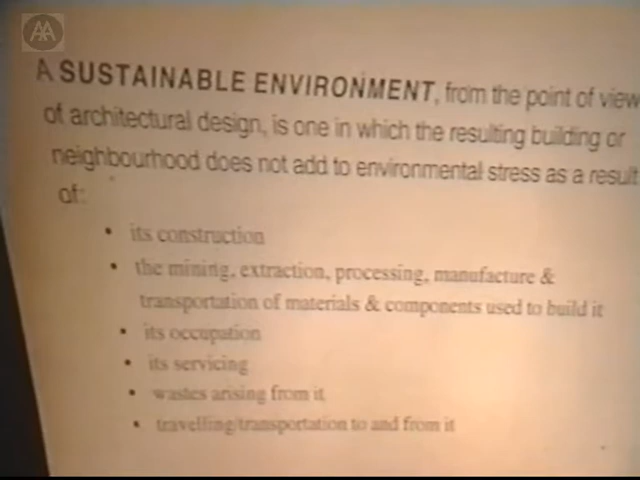 AA
A SUSTAINABLE ENVIRONMENT, from the point of view
of architectural design, is one in which the resulting building or
neighbourhood does not add to environmental stress as a result
of:
• its construction
• the mining, extraction, processing, manufacture &
transportation of materials & components used to build it
• its occupation
• its servicing
• wastes arising from it
• travelling/transportation to and from it